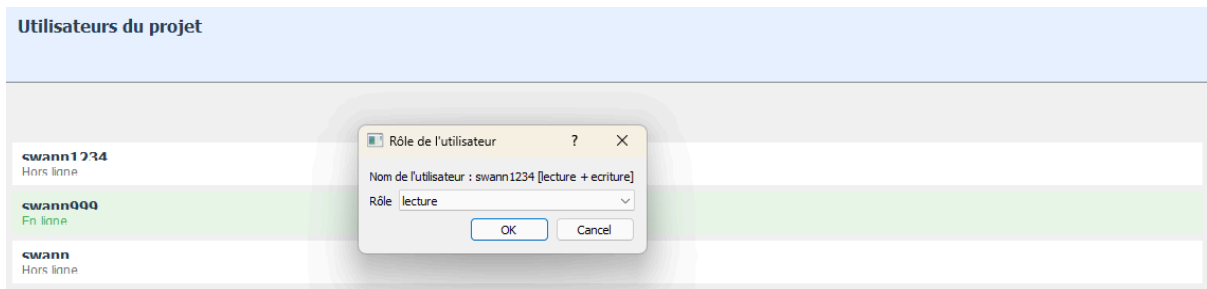 Utilisateurs du projet
Rôle de l'utilisateur ?
swann1234
Hors ligne
Nom de l'utilisateur : swann1234 [lecture + ecriture]
Rôle lecture
swann999
En ligne
OK Cancel
swann
Hors ligne